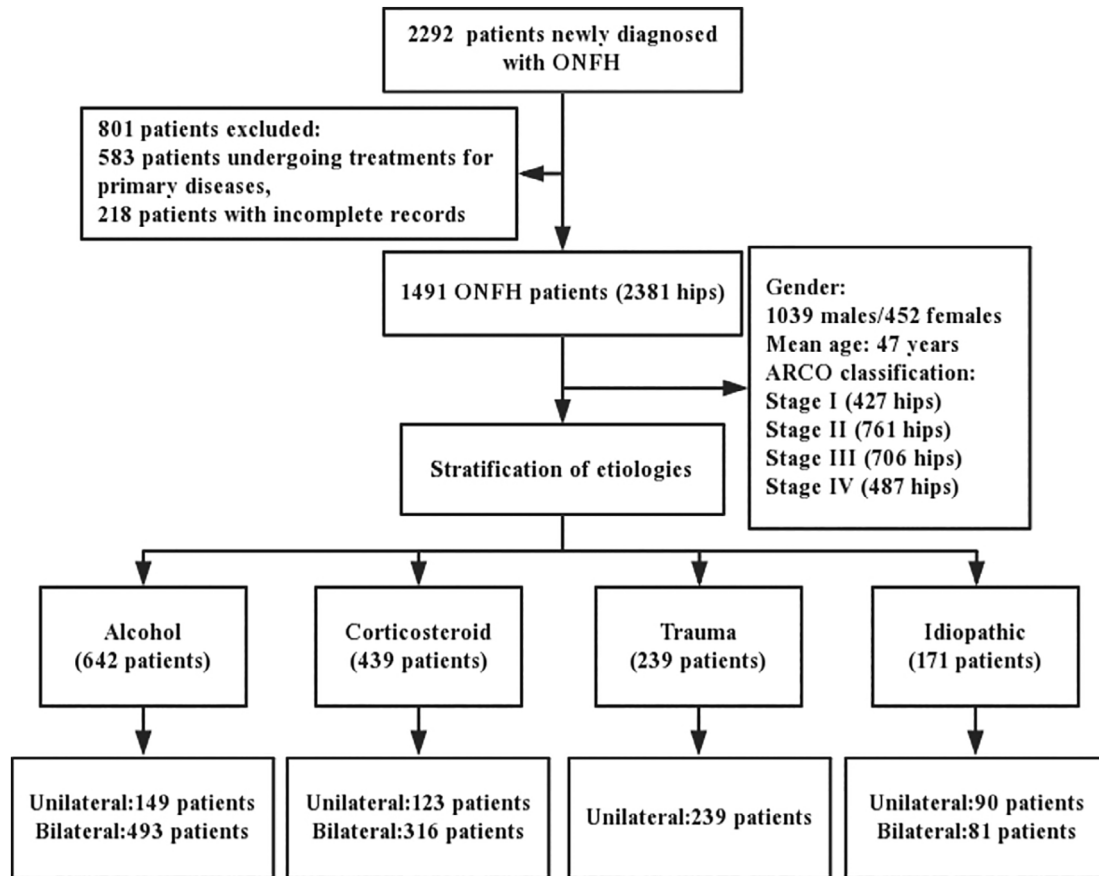 2292 patients newly diagnosed
with ONFH
801 patients excluded:
583 patients undergoing treatments for
primary diseases,
218 patients with incomplete records
1491 ONFH patients (2381 hips)
Gender:
1039 males/452 females
Mean age: 47 years
ARCO classification:
Stage I (427 hips)
Stage II (761 hips)
Stage III (706 hips)
Stage IV (487 hips)
Stratification of etiologies
Alcohol
(642 patients)
Corticosteroid
(439 patients)
Trauma
(239 patients)
Idiopathic
(171 patients)
Unilateral:149 patients
Bilateral:493 patients
Unilateral:123 patients
Bilateral:316 patients
Unilateral:239 patients
Unilateral:90 patients
Bilateral:81 patients